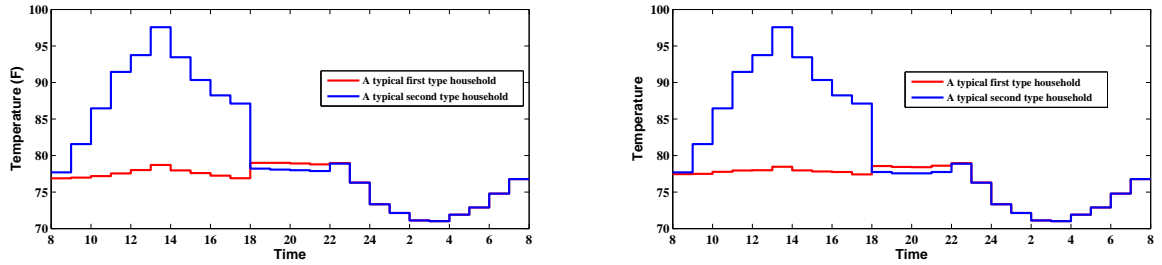 100
95
90
85
80
75
70
Temperature (F)
A typical first type household
A typical second type household
8 10 12 14 16 18 20 22 24 2 4 6 8
Time
100
95
90
85
80
75
70
Temperature
A typical first type household
A typical second type household
8 10 12 14 16 18 20 22 24 2 4 6 8
Time